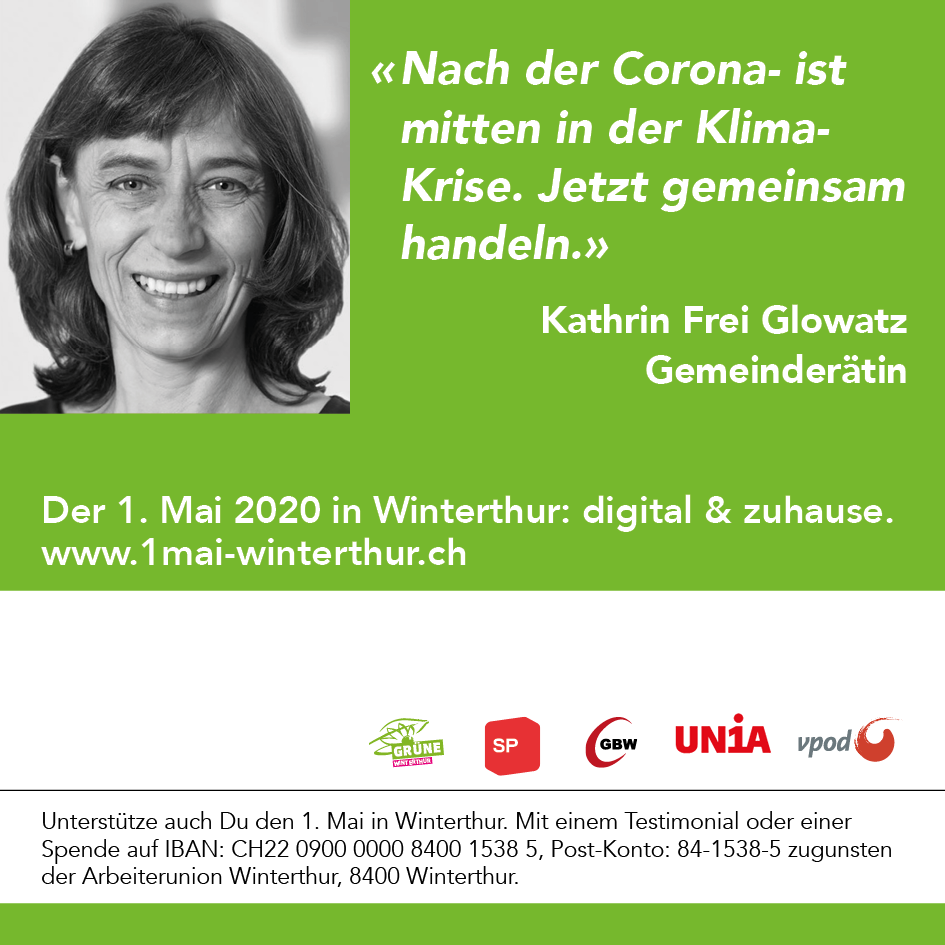 «Nach der Corona- ist
mitten in der Klima-
Krise. Jetzt gemeinsam
handeln.»
Kathrin Frei Glowatz
Gemeinderätin
Der 1. Mai 2020 in Winterthur: digital & zuhause.
www.1mai-winterthur.ch
GRÜNE
WINTERTHUR
SP
GBW
UNiA
vpod
Unterstütze auch Du den 1. Mai in Winterthur. Mit einem Testimonial oder einer
Spende auf IBAN: CH22 0900 0000 8400 1538 5, Post-Konto: 84-1538-5 zugunsten
der Arbeiterunion Winterthur, 8400 Winterthur.